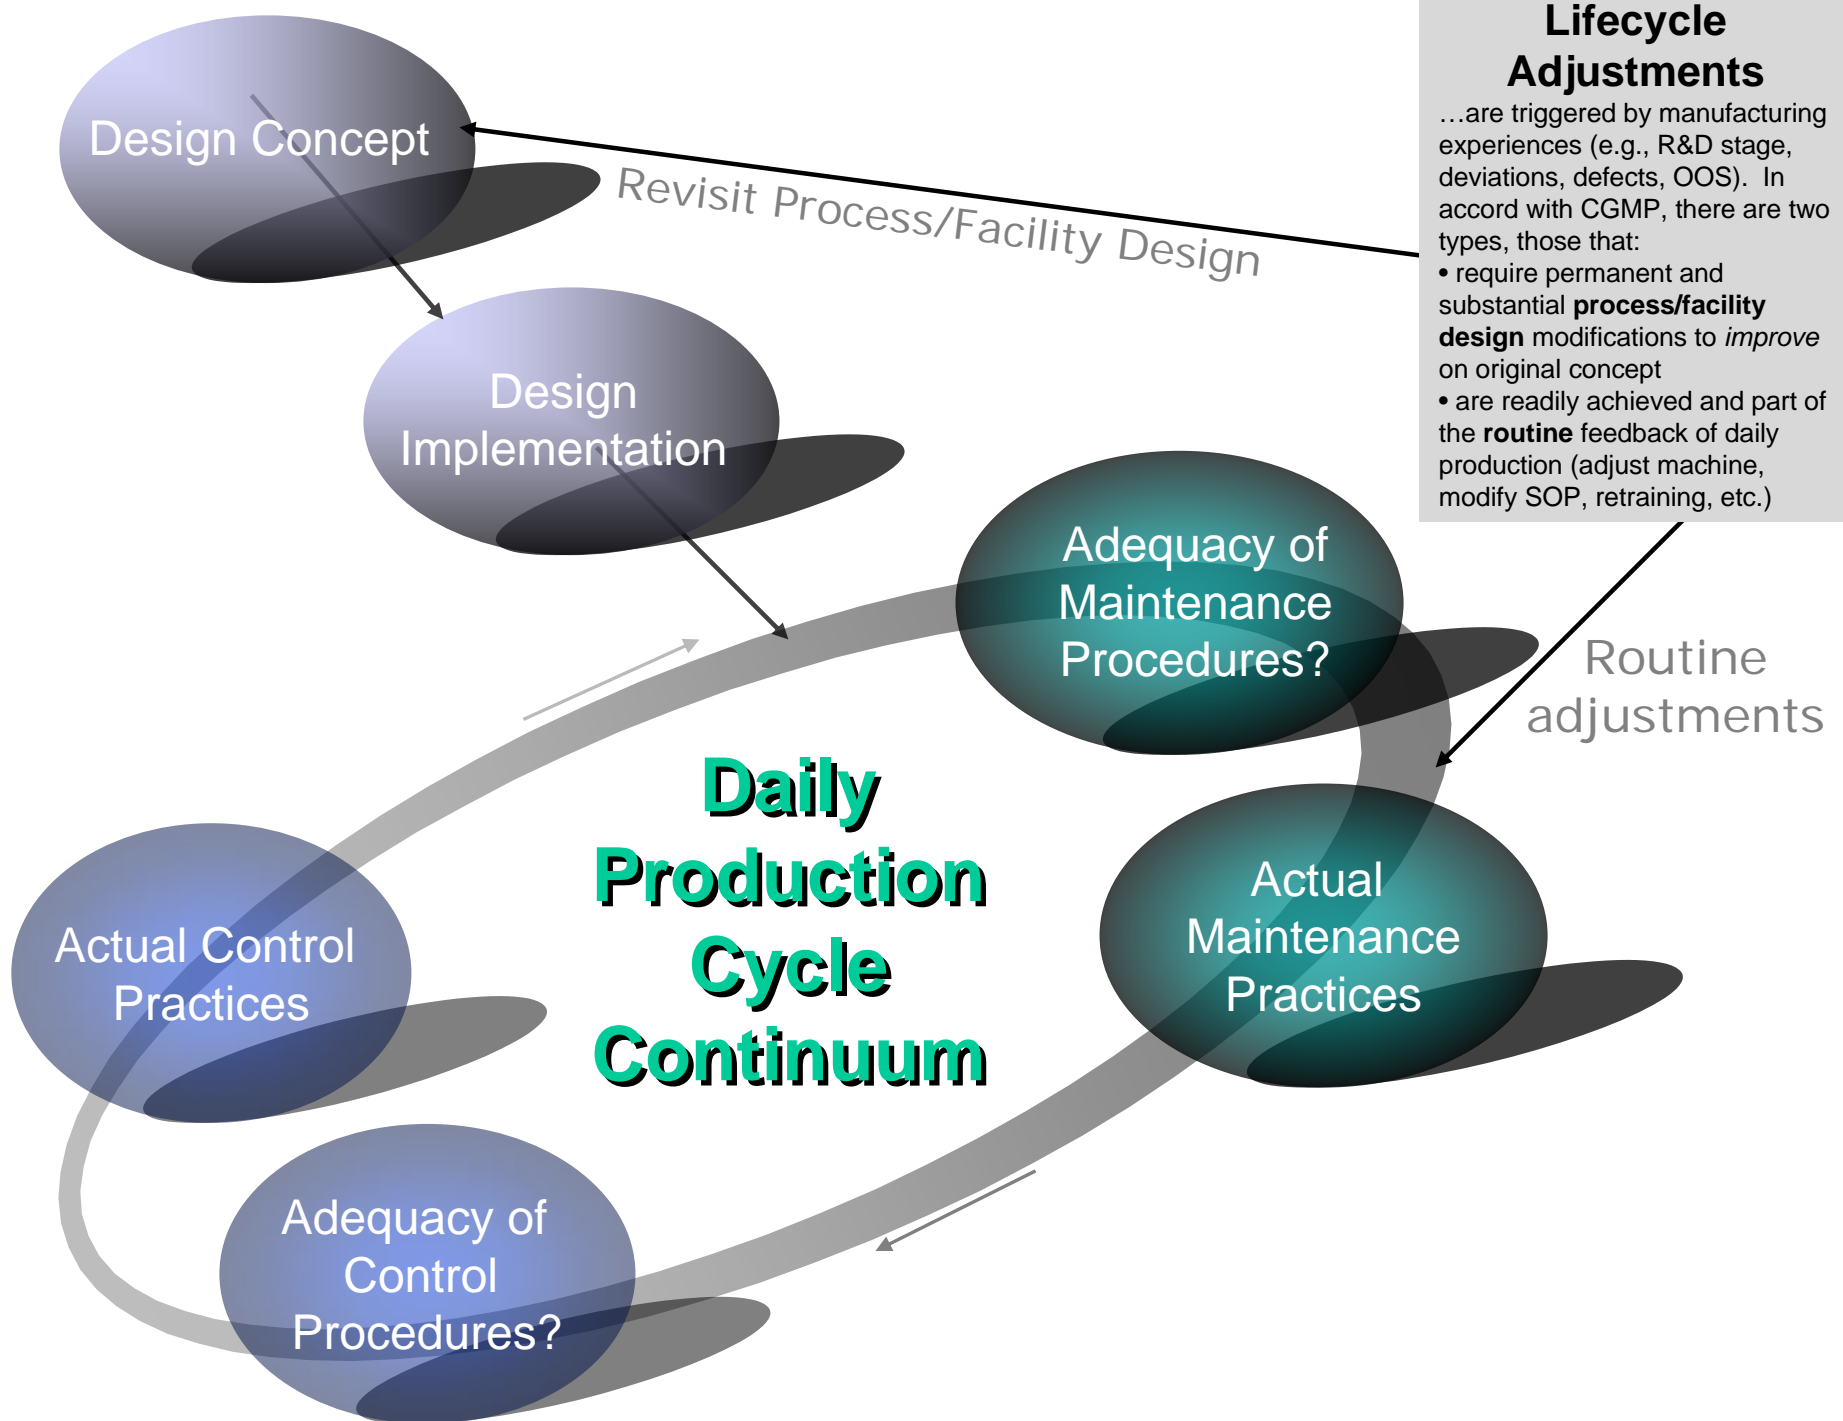 Lifecycle
Adjustments
…are triggered by manufacturing
experiences (e.g., R&D stage,
deviations, defects, OOS).  In
accord with CGMP, there are two
types, those that:
• require permanent and
substantial process/facility
design modifications to improve
on original concept
• are readily achieved and part of
the routine feedback of daily
production (adjust machine,
modify SOP, retraining, etc.)
Design Concept
Revisit Process/Facility Design
Design
Implementation
Adequacy of
Maintenance
Procedures?
Routine
adjustments
Daily
Production
Cycle
Continuum
Actual
Maintenance
Practices
Actual Control
Practices
Adequacy of
Control
Procedures?